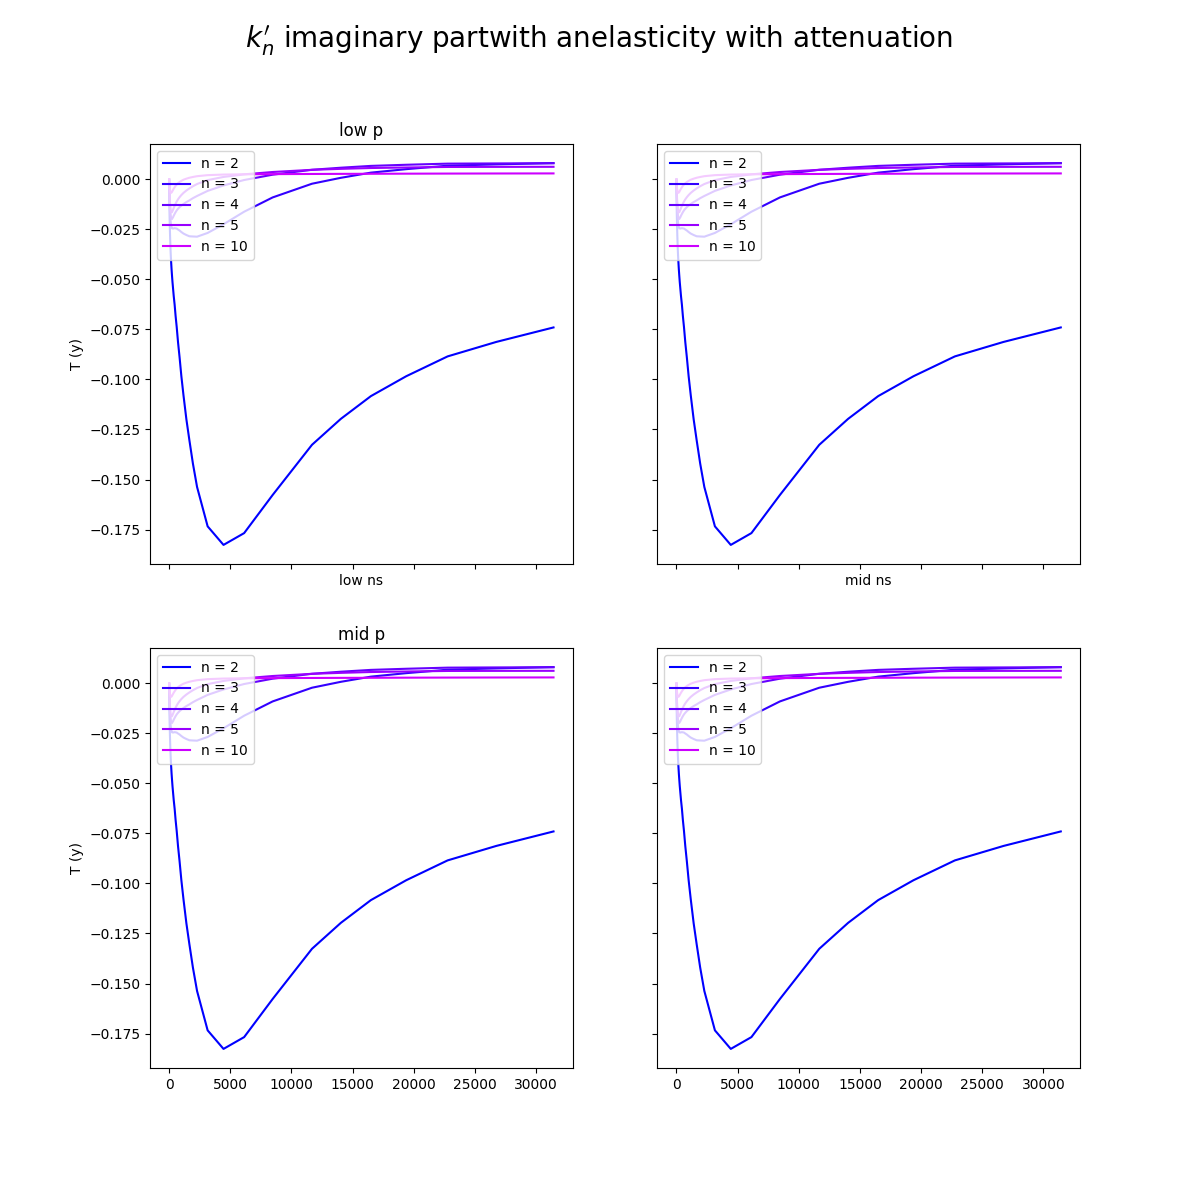 k′ₙ imaginary partwith anelasticity with attenuation
low p
n = 2
n = 3
n = 4
n = 5
n = 10
0.000
−0.025
−0.050
−0.075
−0.100
−0.125
−0.150
−0.175
T (y)
low ns
n = 2
n = 3
n = 4
n = 5
n = 10
mid ns
mid p
n = 2
n = 3
n = 4
n = 5
n = 10
0.000
−0.025
−0.050
−0.075
−0.100
−0.125
−0.150
−0.175
T (y)
0 5000 10000 15000 20000 25000 30000
n = 2
n = 3
n = 4
n = 5
n = 10
0 5000 10000 15000 20000 25000 30000